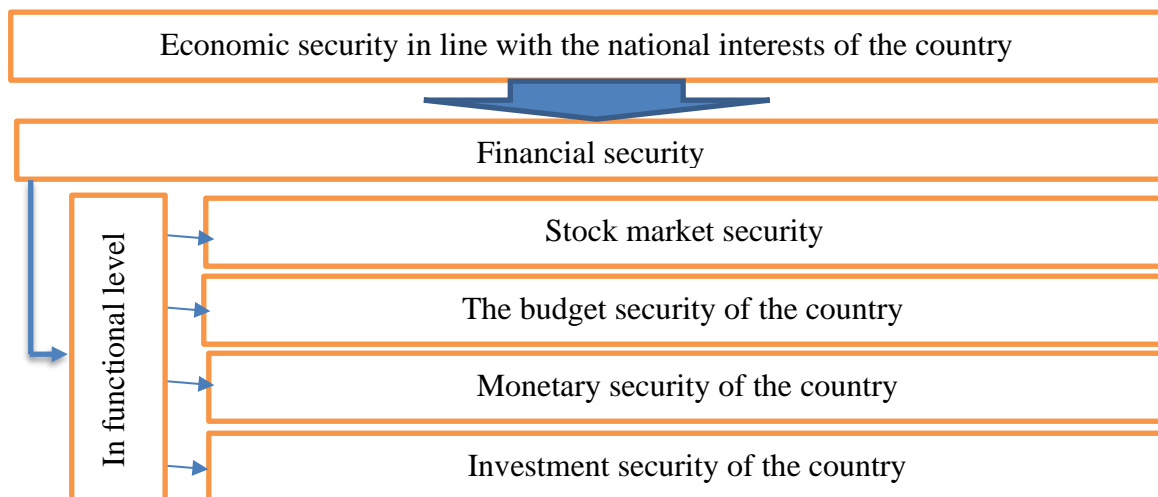 Economic security in line with the national interests of the country
Financial security
In functional level
Stock market security
The budget security of the country
Monetary security of the country
Investment security of the country